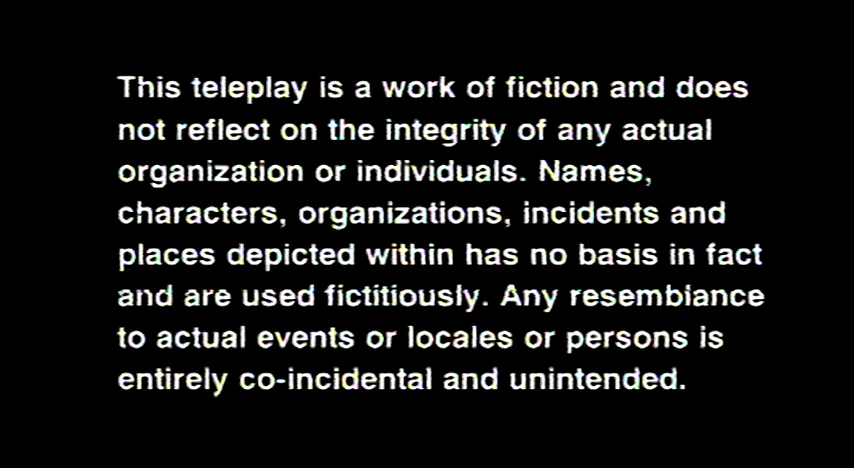 This teleplay is a work of fiction and does
not reflect on the integrity of any actual
organization or individuals. Names,
characters, organizations, incidents and
places depicted within has no basis in fact
and are used fictitiously. Any resemblance
to actual events or locales or persons is
entirely co-incidental and unintended.